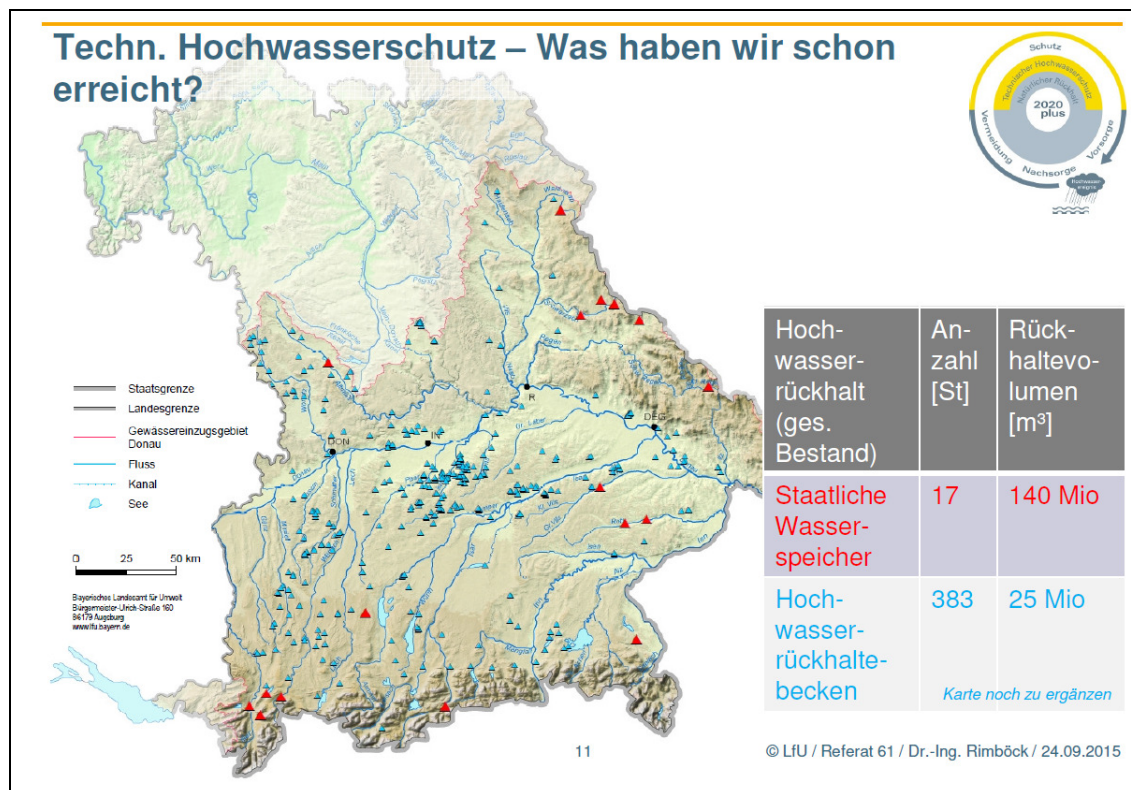 Techn. Hochwasserschutz – Was haben wir schon
erreicht?
Schutz
Technischer Hochwasserschutz
Natürlicher Rückhalt
2020
plus
Vermeidung
Nachsorge
Vorsorge
Hochwasser
ereignis
Staatsgrenze
Landesgrenze
Gewässereinzugsgebiet
Donau
Fluss
Kanal
See
0 25 50 km
Bayerisches Landesamt für Umwelt
Bürgermeister-Ulrich-Straße 160
86179 Augsburg
www.lfu.bayern.de
R
DEG
IN
DON
Hoch-
wasser-
rückhalt
(ges.
Bestand)
An-
zahl
[St]
Rück-
haltevo-
lumen
[m³]
Staatliche
Wasser-
speicher
17
140 Mio
Hoch-
wasser-
rückhalte-
becken
383
25 Mio
Karte noch zu ergänzen
11
© LfU / Referat 61 / Dr.-Ing. Rimböck / 24.09.2015